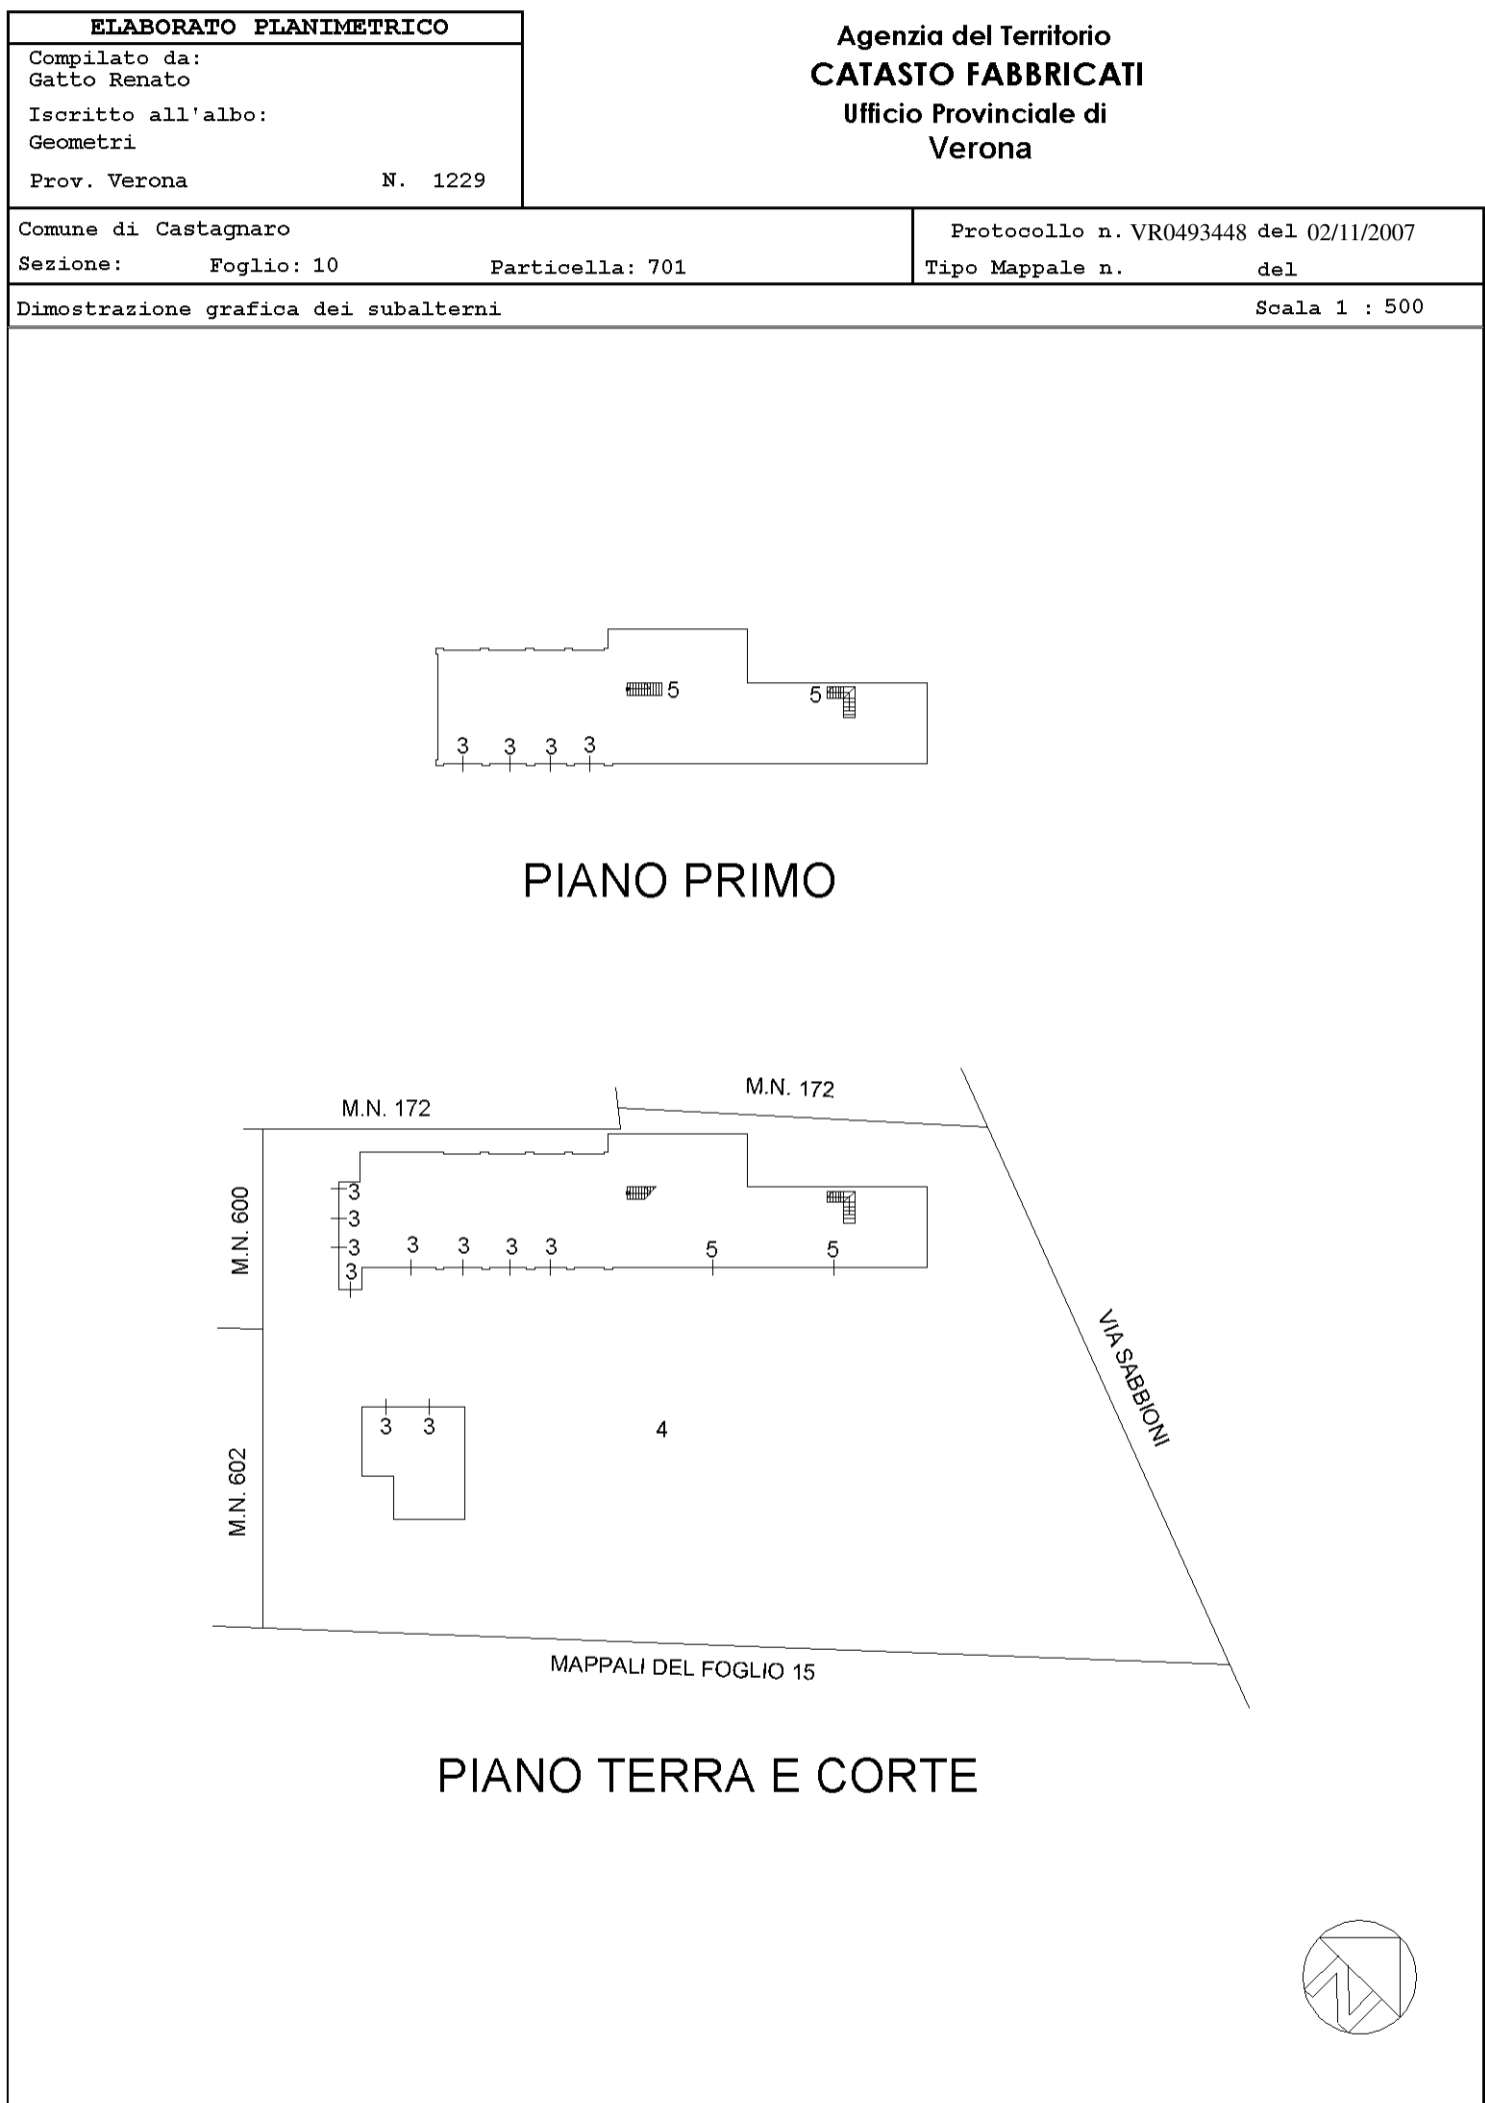 ELABORATO PLANIMETRICO
Compilato da:
Gatto Renato
Iscritto all'albo:
Geometri
Prov. Verona N. 1229
Agenzia del Territorio
CATASTO FABBRICATI
Ufficio Provinciale di
Verona
Comune di Castagnaro
Sezione: Foglio: 10 Particella: 701
Protocollo n. VR0493448 del 02/11/2007
Tipo Mappale n. del
Dimostrazione grafica dei subalterni Scala 1 : 500
5 5
3 3 3 3
PIANO PRIMO
M.N. 172
M.N. 172
M.N. 600
3
3
3
3
3 3 3 3 5 5
VIA SABBIONI
3 3
4
M.N. 602
MAPPALI DEL FOGLIO 15
PIANO TERRA E CORTE
N